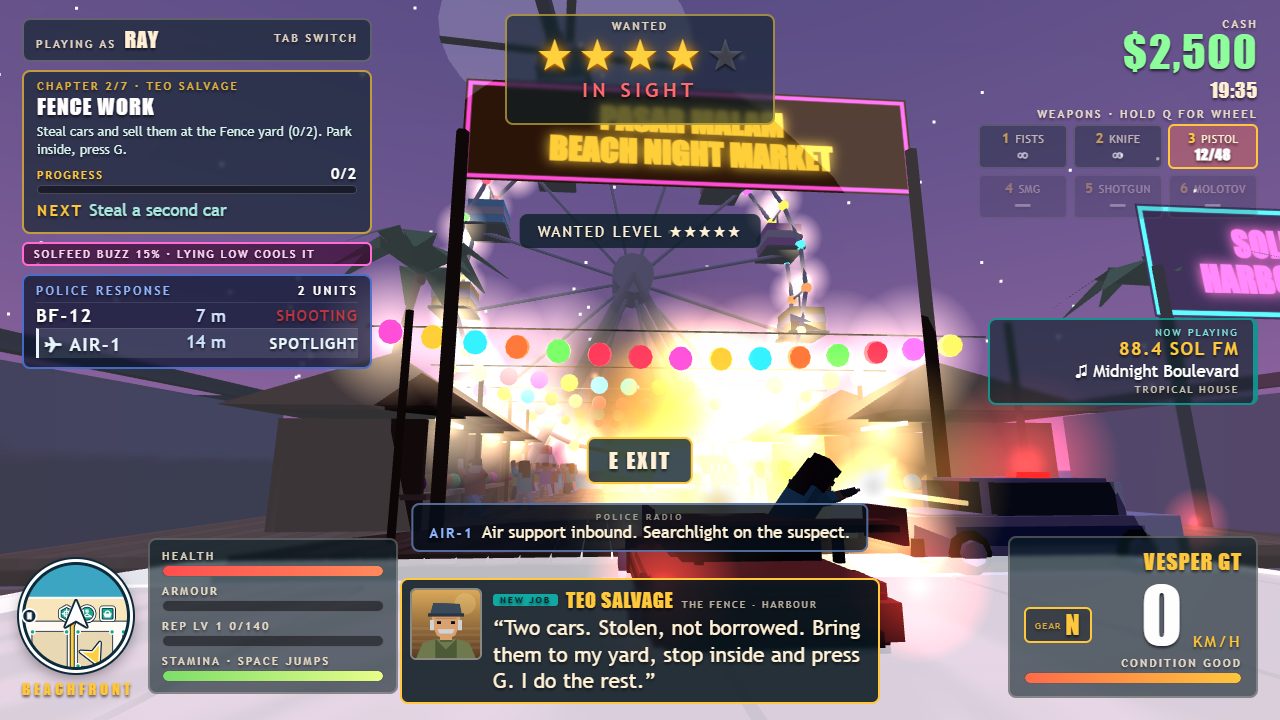 PLAYING AS RAY
TAB SWITCH
CHAPTER 2/7 · TEO SALVAGE
FENCE WORK
Steal cars and sell them at the Fence yard (0/2). Park
inside, press G.
PROGRESS 0/2
NEXT Steal a second car
SOLFEED BUZZ 15% · LYING LOW COOLS IT
POLICE RESPONSE 2 UNITS
BF-12 7 m SHOOTING
AIR-1 14 m SPOTLIGHT
WANTED
IN SIGHT
PASAR MALAM
BEACH NIGHT MARKET
WANTED LEVEL ★★★★★
CASH
$2,500
19:35
WEAPONS · HOLD Q FOR WHEEL
1 FISTS ∞
2 KNIFE ∞
3 PISTOL 12/48
4 SMG —
5 SHOTGUN —
6 MOLOTOV —
NOW PLAYING
88.4 SOL FM
♫ Midnight Boulevard
TROPICAL HOUSE
E EXIT
POLICE RADIO
AIR-1 Air support inbound. Searchlight on the suspect.
NEW JOB TEO SALVAGE THE FENCE · HARBOUR
“Two cars. Stolen, not borrowed. Bring
them to my yard, stop inside and press
G. I do the rest.”
BEACHFRONT
HEALTH
ARMOUR
REP LV 1 0/140
STAMINA · SPACE JUMPS
VESPER GT
GEAR N
0 KM/H
CONDITION GOOD